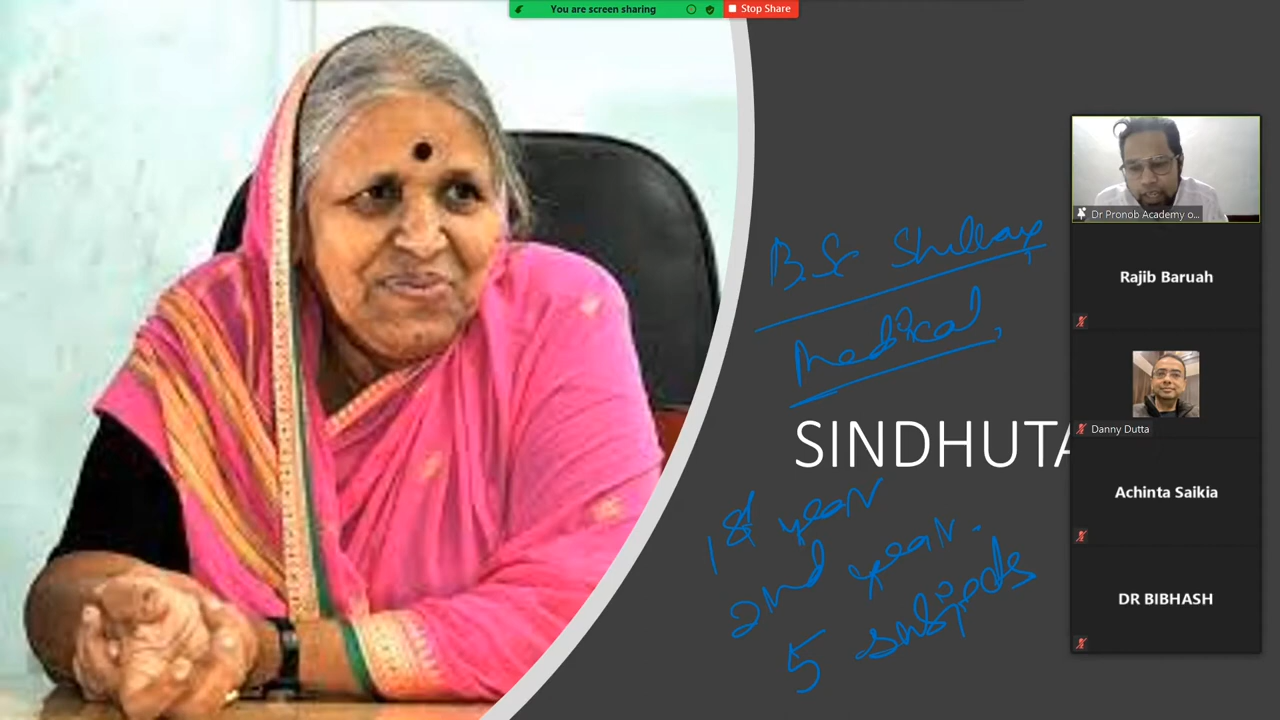 You are screen sharing
Stop Share
B.Sc Shillong
Medical,
SINDHUTA
1st year
2nd year.
5 subjects
Dr Pronob Academy o...
Rajib Baruah
Danny Dutta
Achinta Saikia
DR BIBHASH